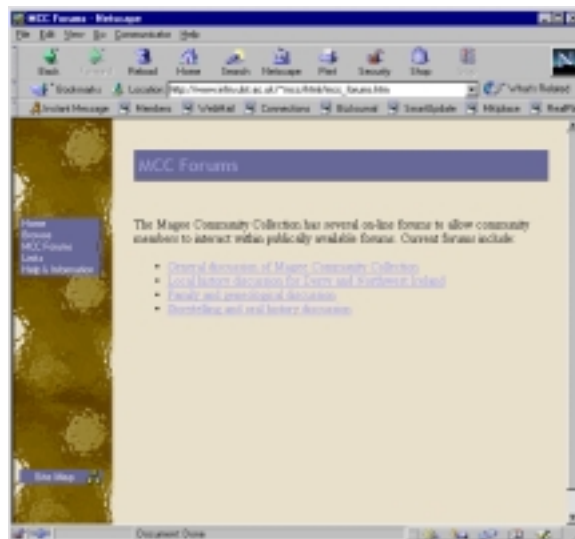 MCC Forums - Netscape
File Edit View Go Communicator Help
Back Forward Reload Home Search Netscape Print Security Shop
Bookmarks Location What's Related
Instant Message Members WebMail Connections BizJournal SmartUpdate Mktplace
MCC Forums
Home
Browse
MCC Forums
Links
Help & Information
The Magee Community Collection has several on-line forums to allow community
members to interact within publically available forums. Current forums include:
General discussion of Magee Community Collection
Local history discussion for Derry and Northwest Ireland
Family and genealogical discussion
Storytelling and oral history discussion
Site Map
Document Done